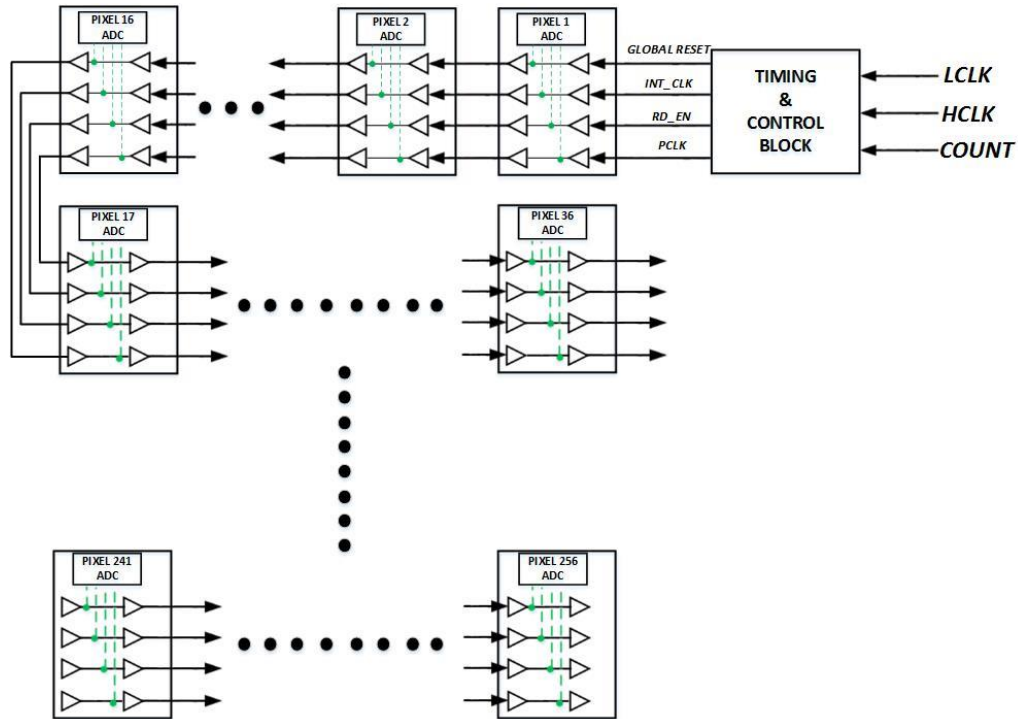 PIXEL 16
ADC
PIXEL 2
ADC
PIXEL 1
ADC
GLOBAL RESET
INT_CLK
RD_EN
PCLK
TIMING
&
CONTROL
BLOCK
LCLK
HCLK
COUNT
PIXEL 17
ADC
PIXEL 36
ADC
PIXEL 241
ADC
PIXEL 256
ADC